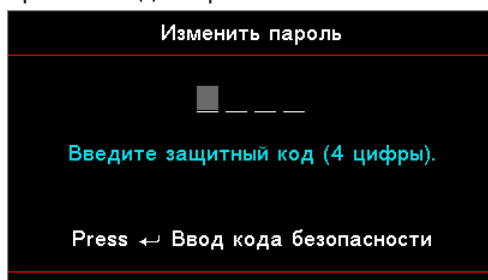 Изменить пароль
_ _ _ _
Введите защитный код (4 цифры).
Press ↵ Ввод кода безопасности